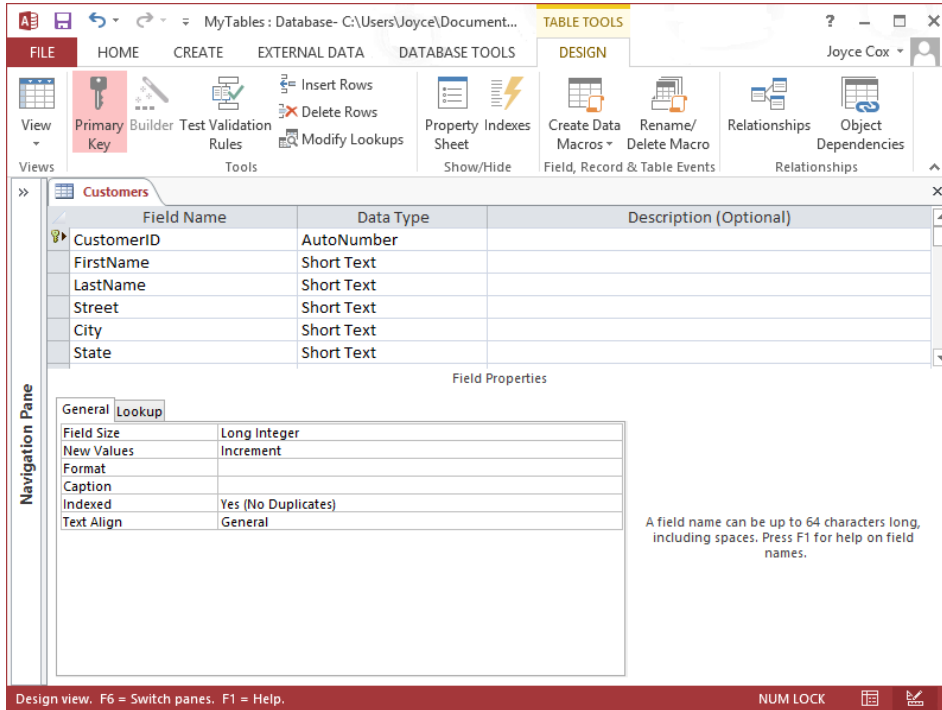 MyTables : Database- C:\Users\Joyce\Document... TABLE TOOLS ?
FILE HOME CREATE EXTERNAL DATA DATABASE TOOLS DESIGN Joyce Cox
View
Primary Key
Builder
Test Validation Rules
Insert Rows
Delete Rows
Modify Lookups
Property Sheet
Indexes
Create Data Macros
Rename/ Delete Macro
Relationships
Object Dependencies
Views Tools Show/Hide Field, Record & Table Events Relationships
Customers
Field Name Data Type Description (Optional)
CustomerID AutoNumber
FirstName Short Text
LastName Short Text
Street Short Text
City Short Text
State Short Text
Field Properties
Navigation Pane
General Lookup
Field Size Long Integer
New Values Increment
Format
Caption
Indexed Yes (No Duplicates)
Text Align General
A field name can be up to 64 characters long,
including spaces. Press F1 for help on field
names.
Design view. F6 = Switch panes. F1 = Help. NUM LOCK